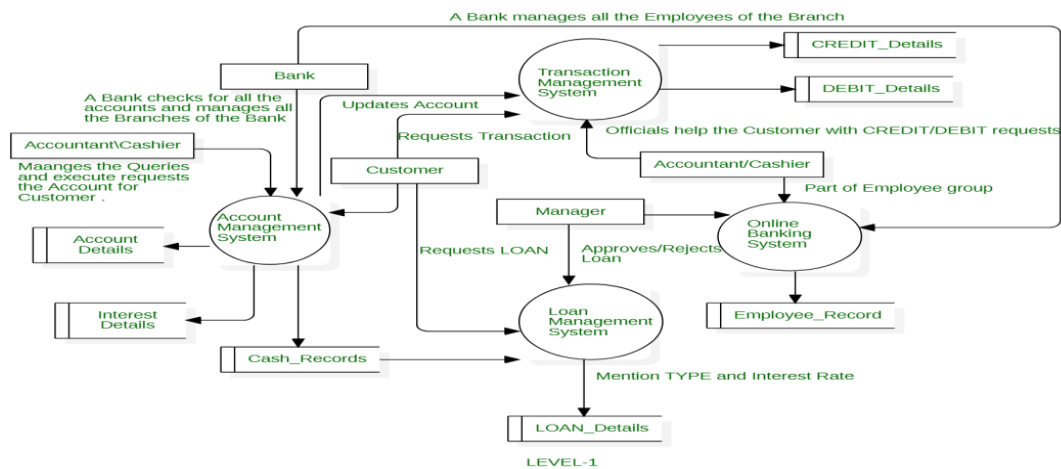 A Bank manages all the Employees of the Branch
CREDIT_Details
Transaction
Management
System
Bank
DEBIT_Details
A Bank checks for all the
accounts and manages all
the Branches of the Bank
Updates Account
Requests Transaction
Officials help the Customer with CREDIT/DEBIT requests
Accountant\Cashier
Maanges the Queries
and execute requests
the Account for
Customer .
Customer
Accountant/Cashier
Part of Employee group
Manager
Account
Management
System
Online
Banking
System
Account
Details
Requests LOAN
Approves/Rejects
Loan
Interest
Details
Loan
Management
System
Employee_Record
Cash_Records
Mention TYPE and Interest Rate
LOAN_Details
LEVEL-1